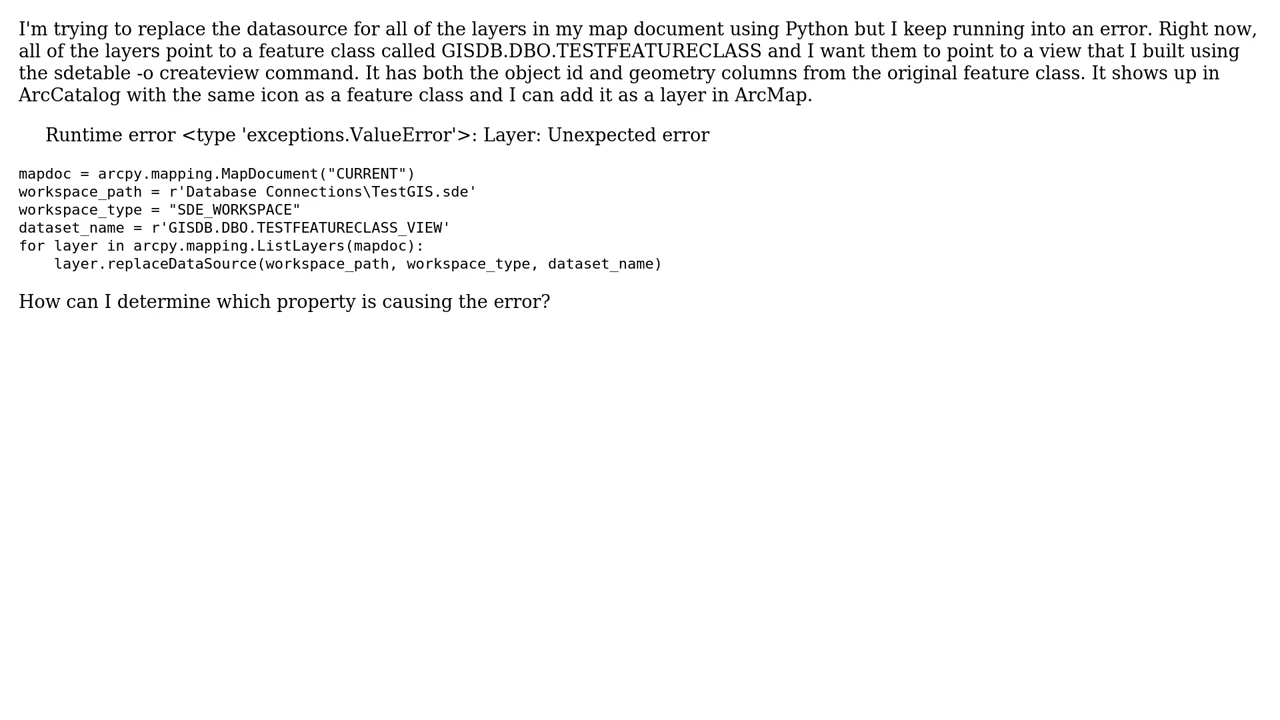 I'm trying to replace the datasource for all of the layers in my map document using Python but I keep running into an error. Right now,
all of the layers point to a feature class called GISDB.DBO.TESTFEATURECLASS and I want them to point to a view that I built using
the sdetable -o createview command. It has both the object id and geometry columns from the original feature class. It shows up in
ArcCatalog with the same icon as a feature class and I can add it as a layer in ArcMap.
Runtime error <type 'exceptions.ValueError'>: Layer: Unexpected error
mapdoc = arcpy.mapping.MapDocument("CURRENT")
workspace_path = r'Database Connections\TestGIS.sde'
workspace_type = "SDE_WORKSPACE"
dataset_name = r'GISDB.DBO.TESTFEATURECLASS_VIEW'
for layer in arcpy.mapping.ListLayers(mapdoc):
    layer.replaceDataSource(workspace_path, workspace_type, dataset_name)
How can I determine which property is causing the error?